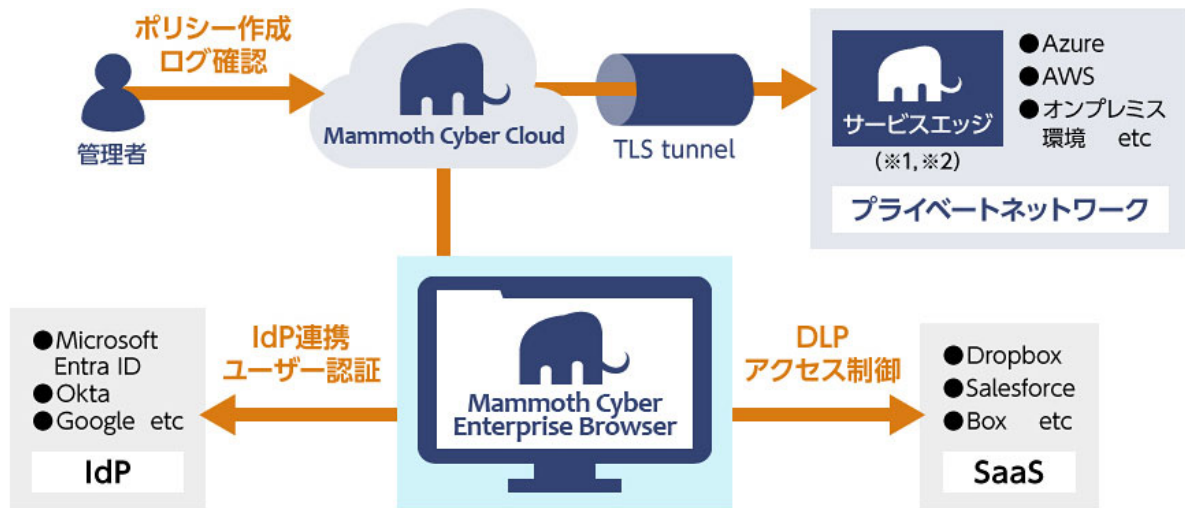 ポリシー作成
ログ確認
管理者
Mammoth Cyber Cloud
TLS tunnel
サービスエッジ
(※1,※2)
●Azure
●AWS
●オンプレミス
環境 etc
プライベートネットワーク
●Microsoft
Entra ID
●Okta
●Google etc
IdP
IdP連携
ユーザー認証
Mammoth Cyber
Enterprise Browser
DLP
アクセス制御
●Dropbox
●Salesforce
●Box etc
SaaS